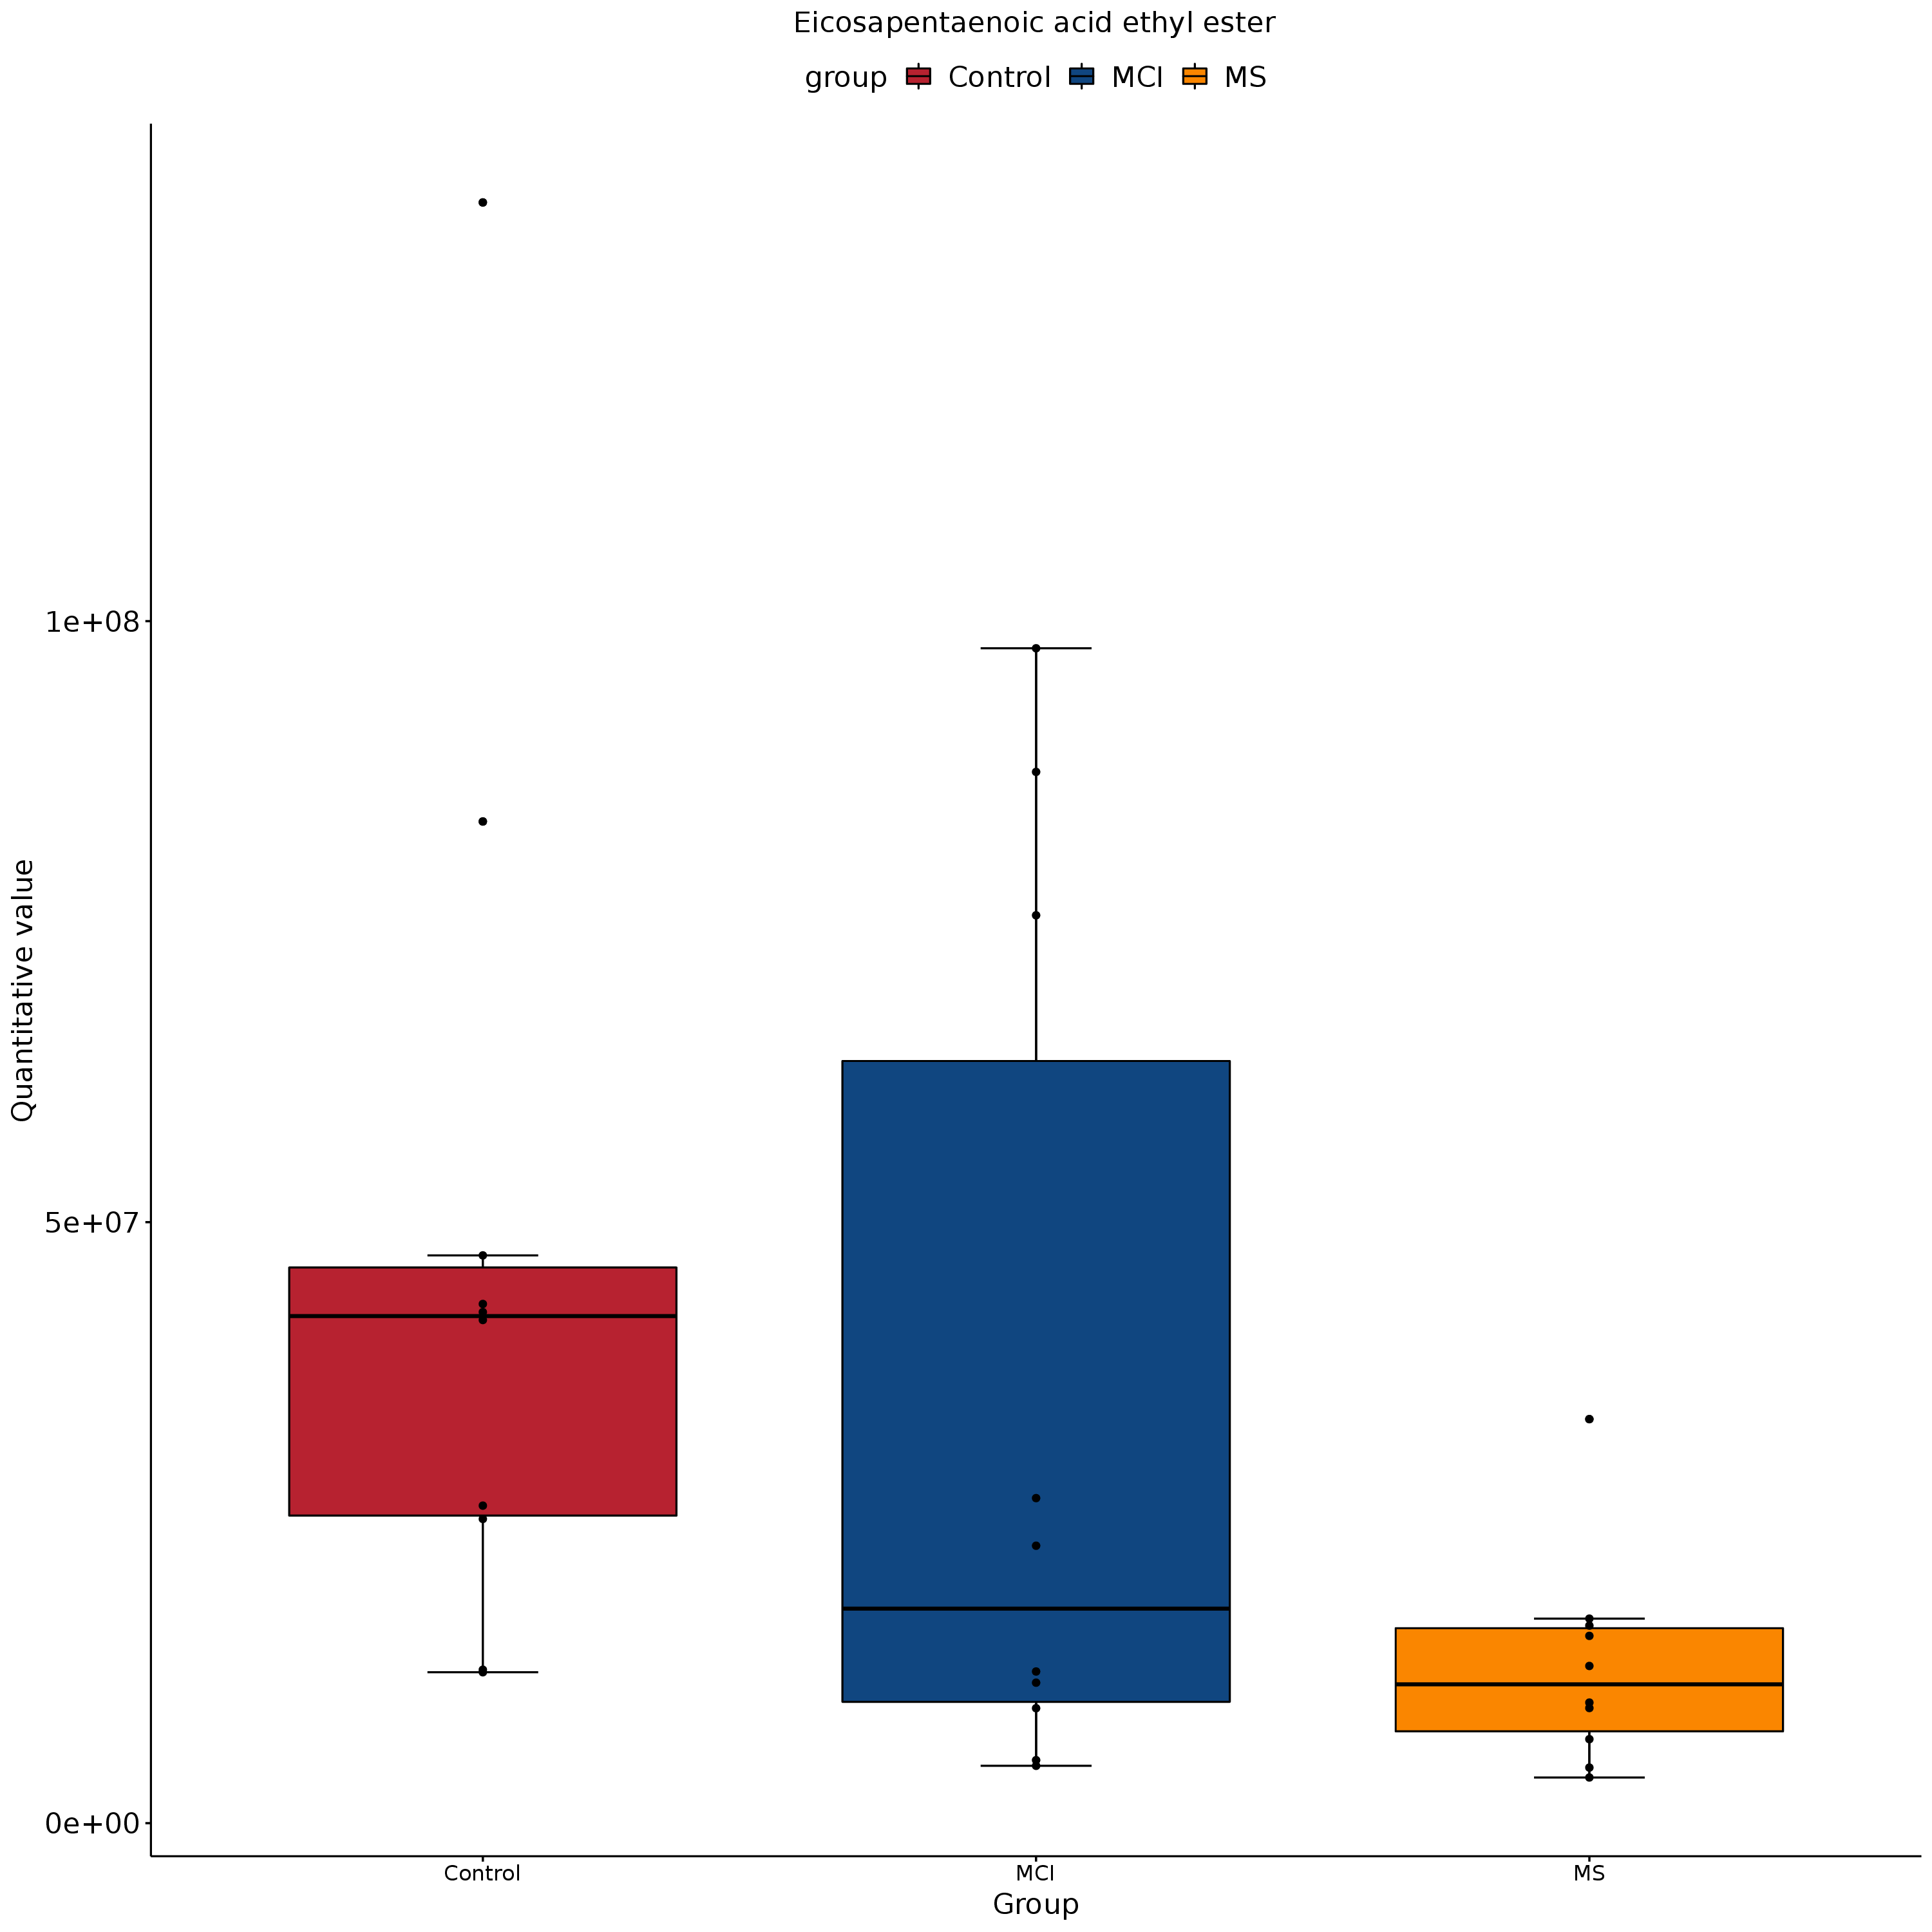 Eicosapentaenoic acid ethyl ester
group Control MCI MS
Quantitative value
1e+08
5e+07
0e+00
Control MCI MS
Group